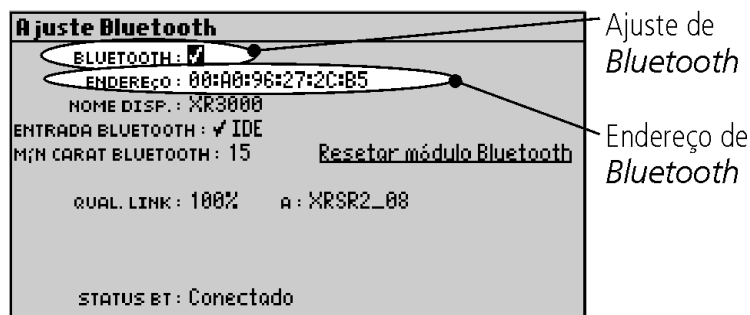 Ajuste Bluetooth
BLUETOOTH : ✓
ENDEREÇO : 00:A0:96:27:2C:B5
NOME DISP. : XR3000
ENTRADA BLUETOOTH : ✓ IDE
MÍN CARAT BLUETOOTH : 15 Resetar módulo Bluetooth
QUAL. LINK : 100% A : XRSR2_08
STATUS BT : Conectado
Ajuste de
Bluetooth
Endereço de
Bluetooth